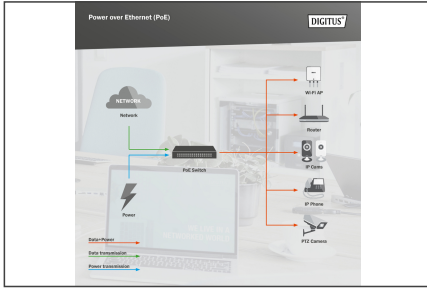 Power over Ethernet (PoE)
DIGITUS®
NETWORK
Network
PoE Switch
Power
Wi-Fi AP
Router
IP Cams
IP Phone
PTZ Camera
Data+Power
Data transmission
Power transmission